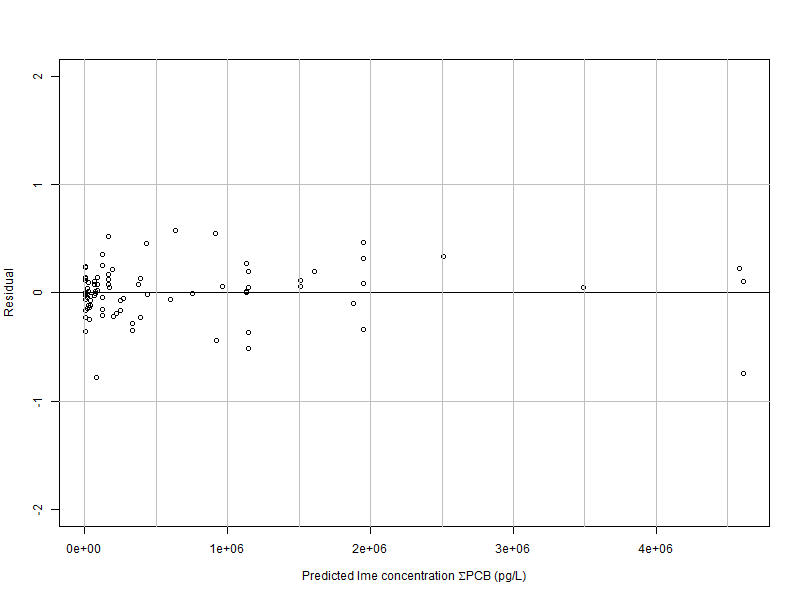 2
1
0
-1
-2
Residual
0e+00 1e+06 2e+06 3e+06 4e+06
Predicted lme concentration ΣPCB (pg/L)